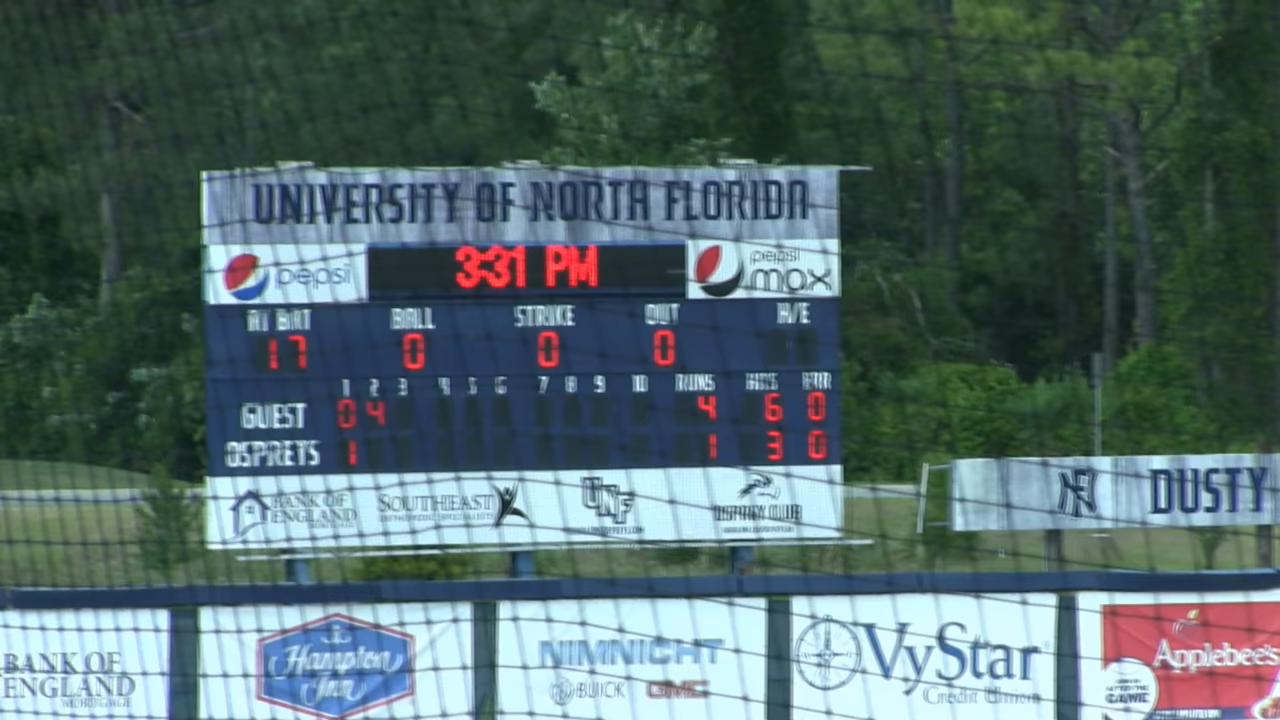 UNIVERSITY OF NORTH FLORIDA
pepsi
3:31 PM
pepsi max
AT BAT BALL STRIKE OUT H/E
17 0 0 0
1 2 3 4 5 6 7 8 9 10 RUNS HITS ERR
GUEST 0 4 4 6 0
OSPREYS 1 1 3 0
BANK OF ENGLAND
SOUTHEAST
UNF
OSPREY CLUB
NY DUSTY
BANK OF ENGLAND
Hampton Inn
NIMNICHT
BUICK GMC
VyStar
Credit Union
Applebee's